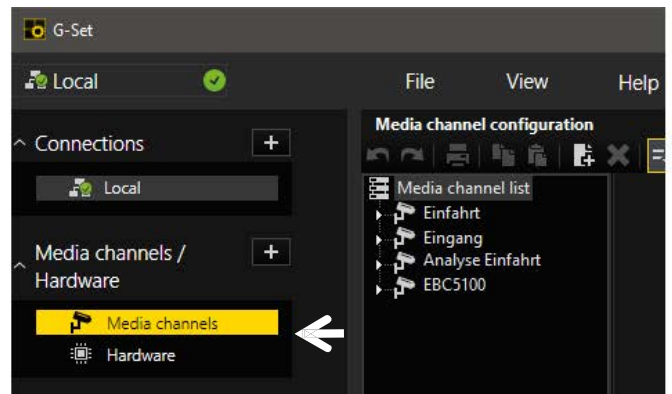 G-Set
Local
File View Help
Connections
Local
Media channels /
Hardware
Media channels
Hardware
Media channel configuration
Media channel list
Einfahrt
Eingang
Analyse Einfahrt
EBC5100